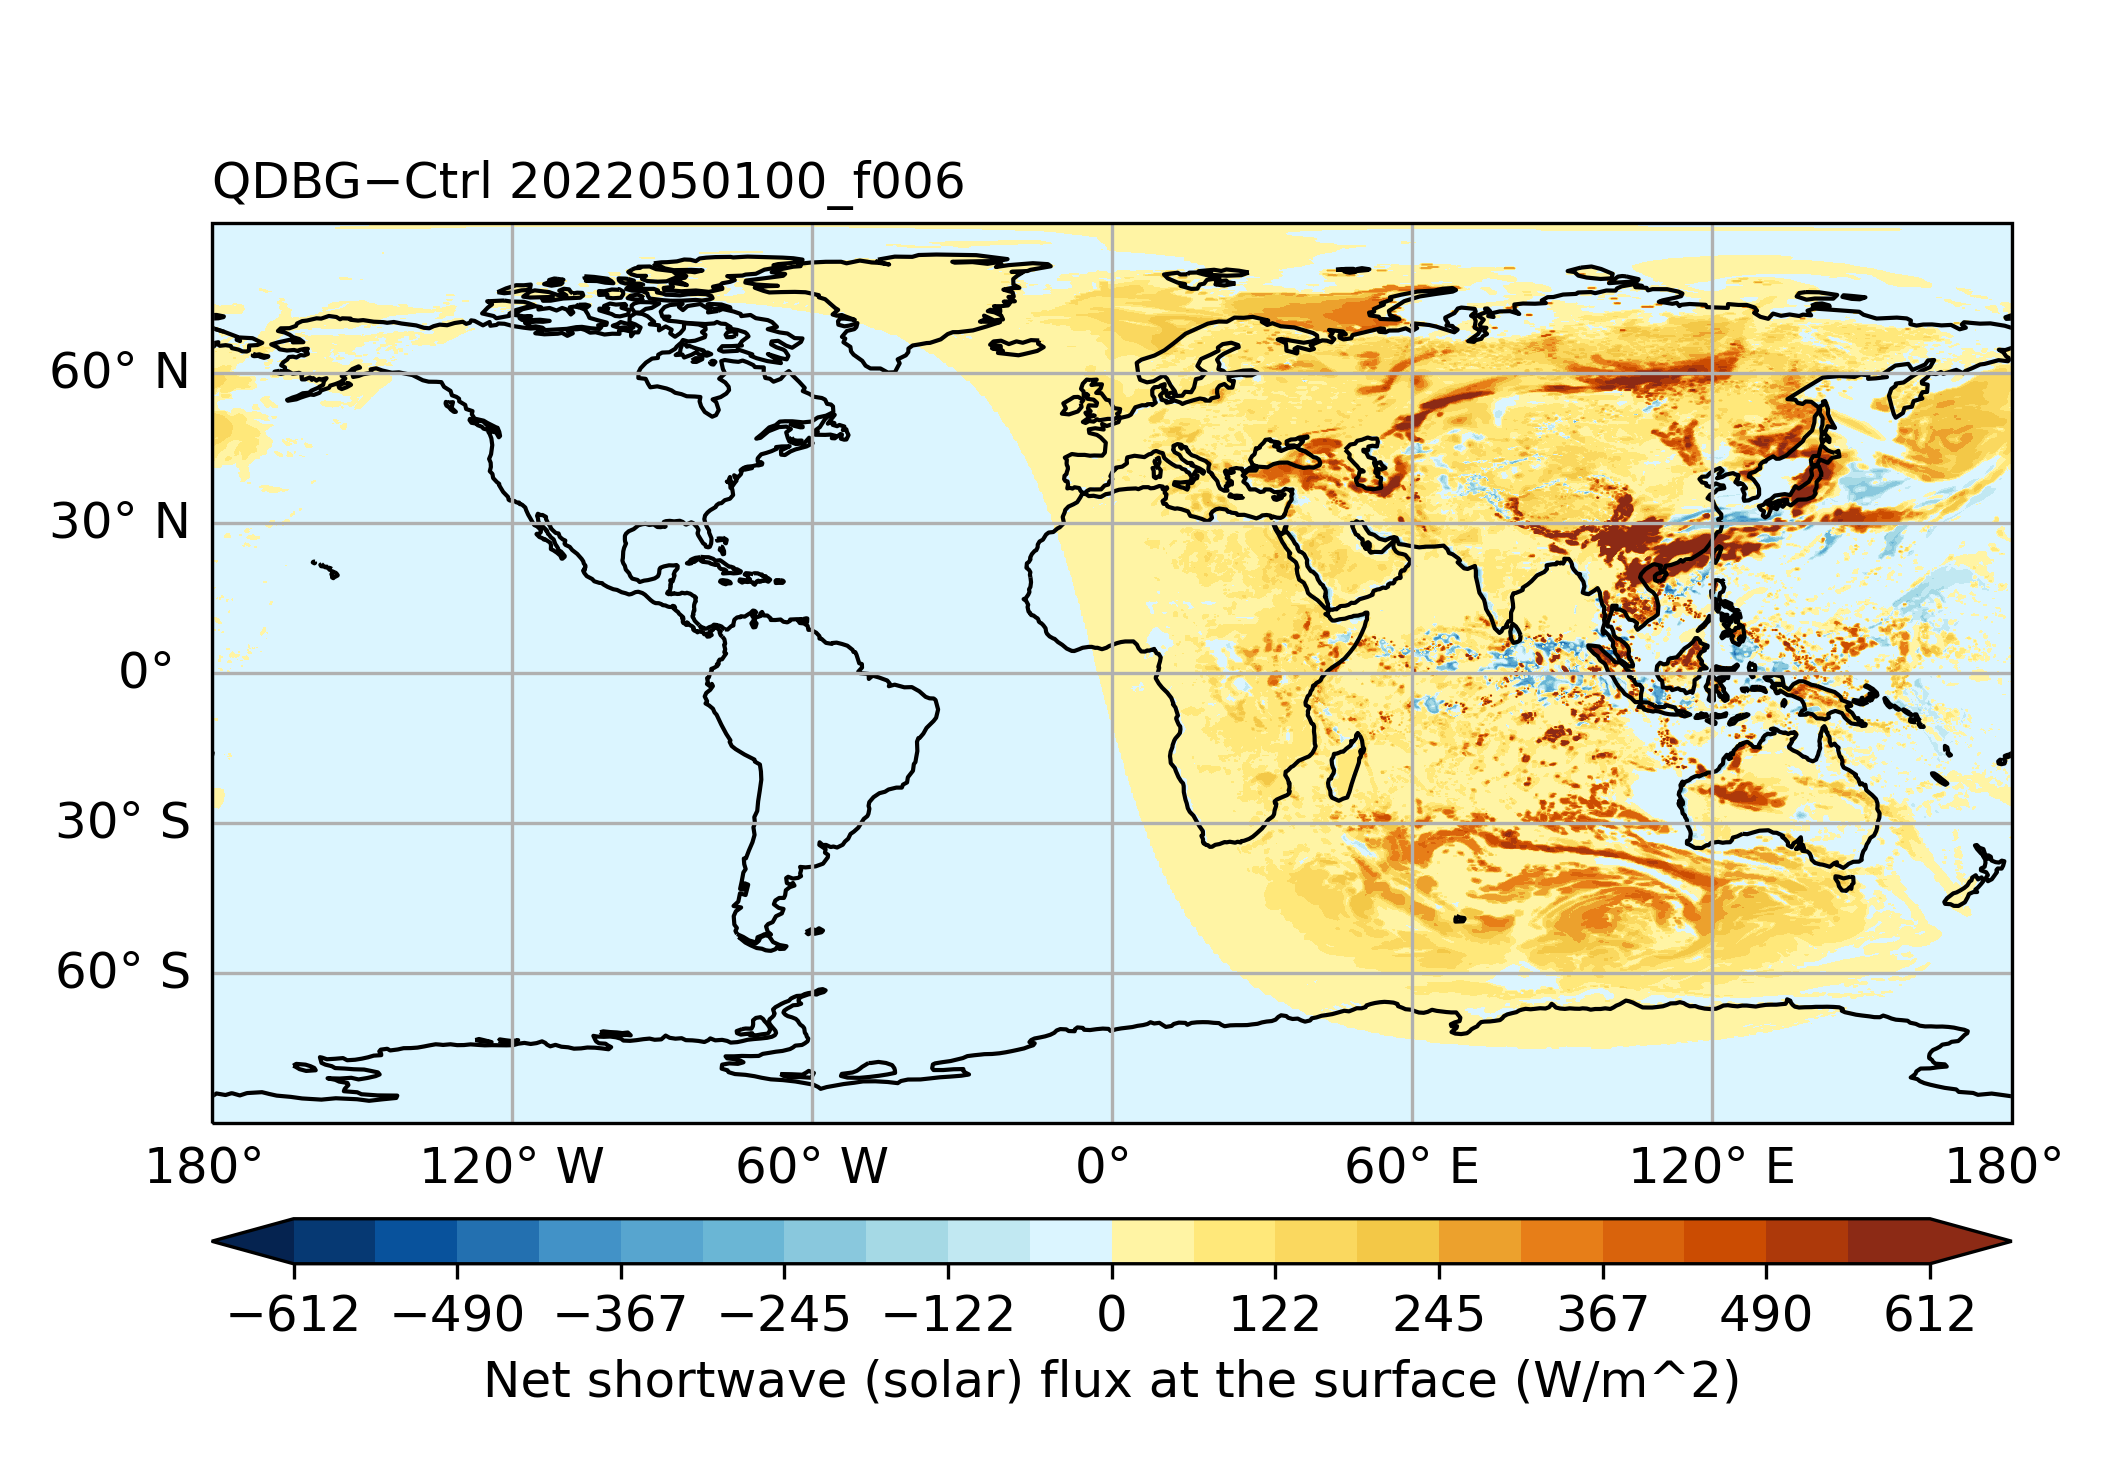 QDBG−Ctrl 2022050100_f006
60° N
30° N
0°
30° S
60° S
180° 120° W 60° W 0° 60° E 120° E 180°
−612 −490 −367 −245 −122 0 122 245 367 490 612
Net shortwave (solar) flux at the surface (W/m^2)